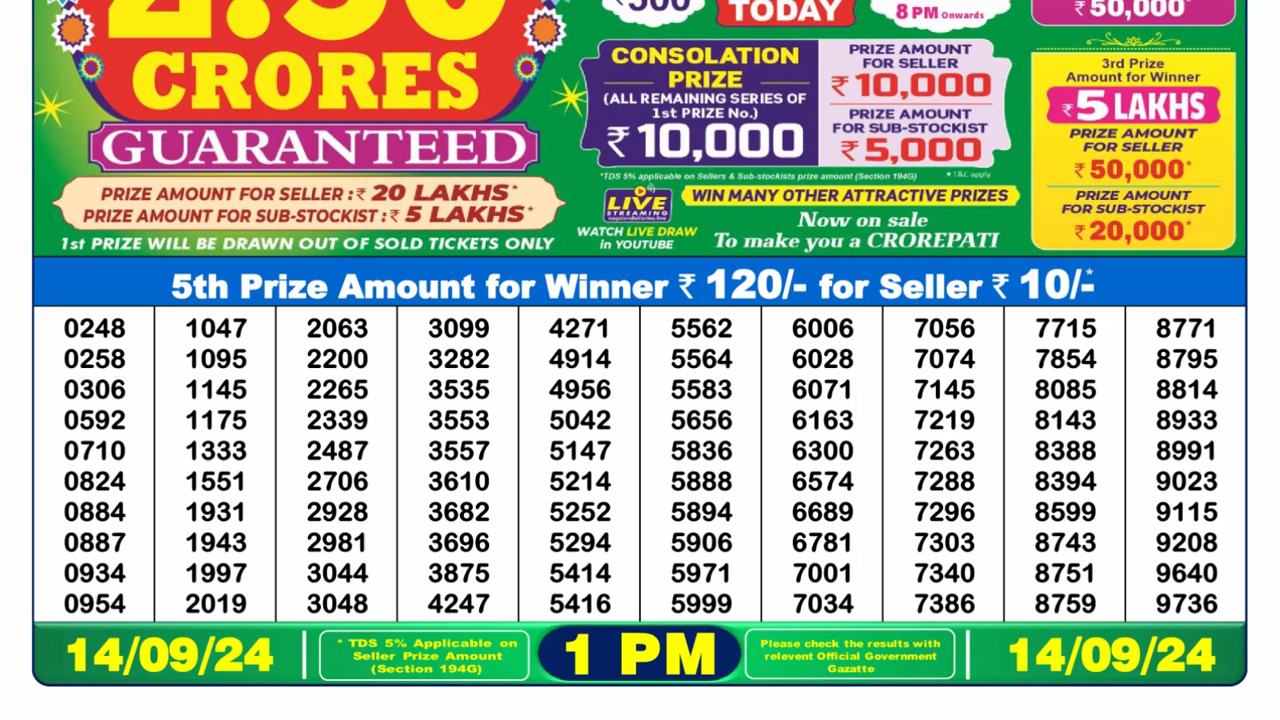 2.50
CRORES
GUARANTEED
PRIZE AMOUNT FOR SELLER :₹ 20 LAKHS*
PRIZE AMOUNT FOR SUB-STOCKIST :₹ 5 LAKHS*
1st PRIZE WILL BE DRAWN OUT OF SOLD TICKETS ONLY
₹500
TODAY
8 PM Onwards
₹ 50,000*
CONSOLATION
PRIZE
(ALL REMAINING SERIES OF
1st PRIZE No.)
₹ 10,000
PRIZE AMOUNT
FOR SELLER
₹ 10,000
PRIZE AMOUNT
FOR SUB-STOCKIST
₹ 5,000
*TDS 5% applicable on Sellers & Sub-stockists prize amount (Section 194G)
*T&C apply
LIVE
STREAMING
nagalandlotteries.live
WATCH LIVE DRAW
in YOUTUBE
WIN MANY OTHER ATTRACTIVE PRIZES
Now on sale
To make you a CROREPATI
3rd Prize
Amount for Winner
₹ 5 LAKHS
PRIZE AMOUNT
FOR SELLER
₹ 50,000*
PRIZE AMOUNT
FOR SUB-STOCKIST
₹ 20,000*
5th Prize Amount for Winner ₹ 120/- for Seller ₹ 10/-*
0248 1047 2063 3099 4271 5562 6006 7056 7715 8771
0258 1095 2200 3282 4914 5564 6028 7074 7854 8795
0306 1145 2265 3535 4956 5583 6071 7145 8085 8814
0592 1175 2339 3553 5042 5656 6163 7219 8143 8933
0710 1333 2487 3557 5147 5836 6300 7263 8388 8991
0824 1551 2706 3610 5214 5888 6574 7288 8394 9023
0884 1931 2928 3682 5252 5894 6689 7296 8599 9115
0887 1943 2981 3696 5294 5906 6781 7303 8743 9208
0934 1997 3044 3875 5414 5971 7001 7340 8751 9640
0954 2019 3048 4247 5416 5999 7034 7386 8759 9736
14/09/24
* TDS 5% Applicable on
Seller Prize Amount
(Section 194G)
1 PM
Please check the results with
relevent Official Government
Gazatte
14/09/24